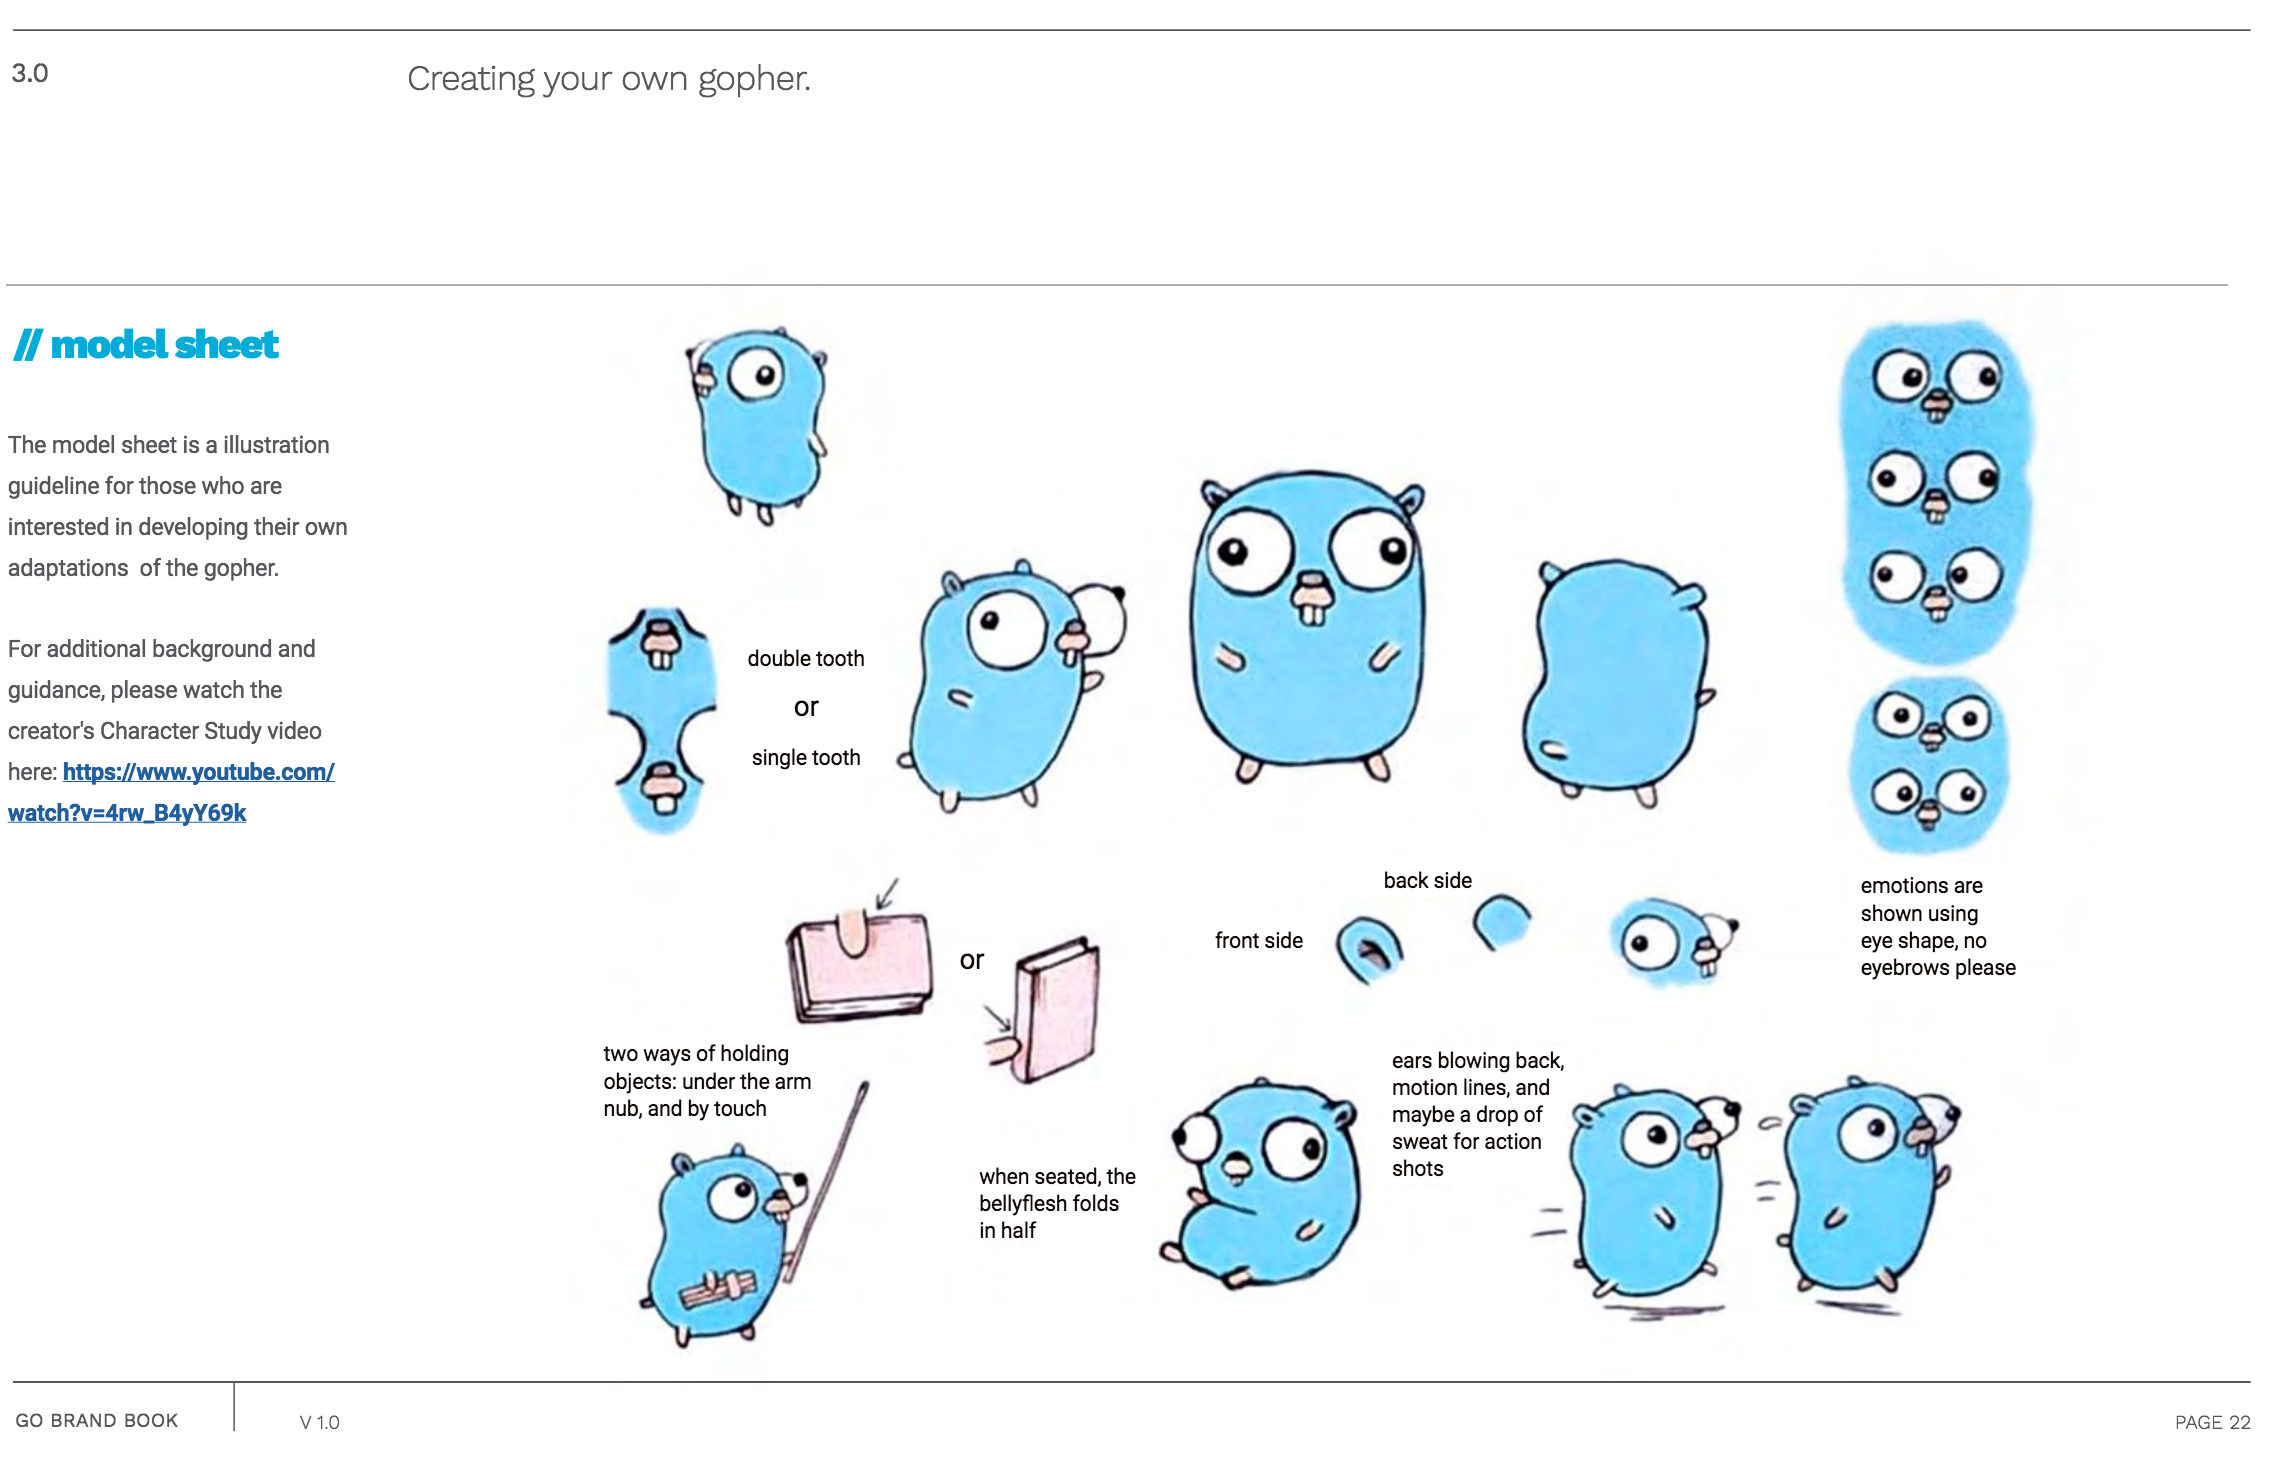 3.0
Creating your own gopher.
// model sheet
The model sheet is a illustration
guideline for those who are
interested in developing their own
adaptations  of the gopher.
For additional background and
guidance, please watch the
creator's Character Study video
here: https://www.youtube.com/
watch?v=4rw_B4yY69k
double tooth
or
single tooth
back side
front side
emotions are
shown using
eye shape, no
eyebrows please
or
two ways of holding
objects: under the arm
nub, and by touch
when seated, the
bellyflesh folds
in half
ears blowing back,
motion lines, and
maybe a drop of
sweat for action
shots
GO BRAND BOOK
V 1.0
PAGE 22